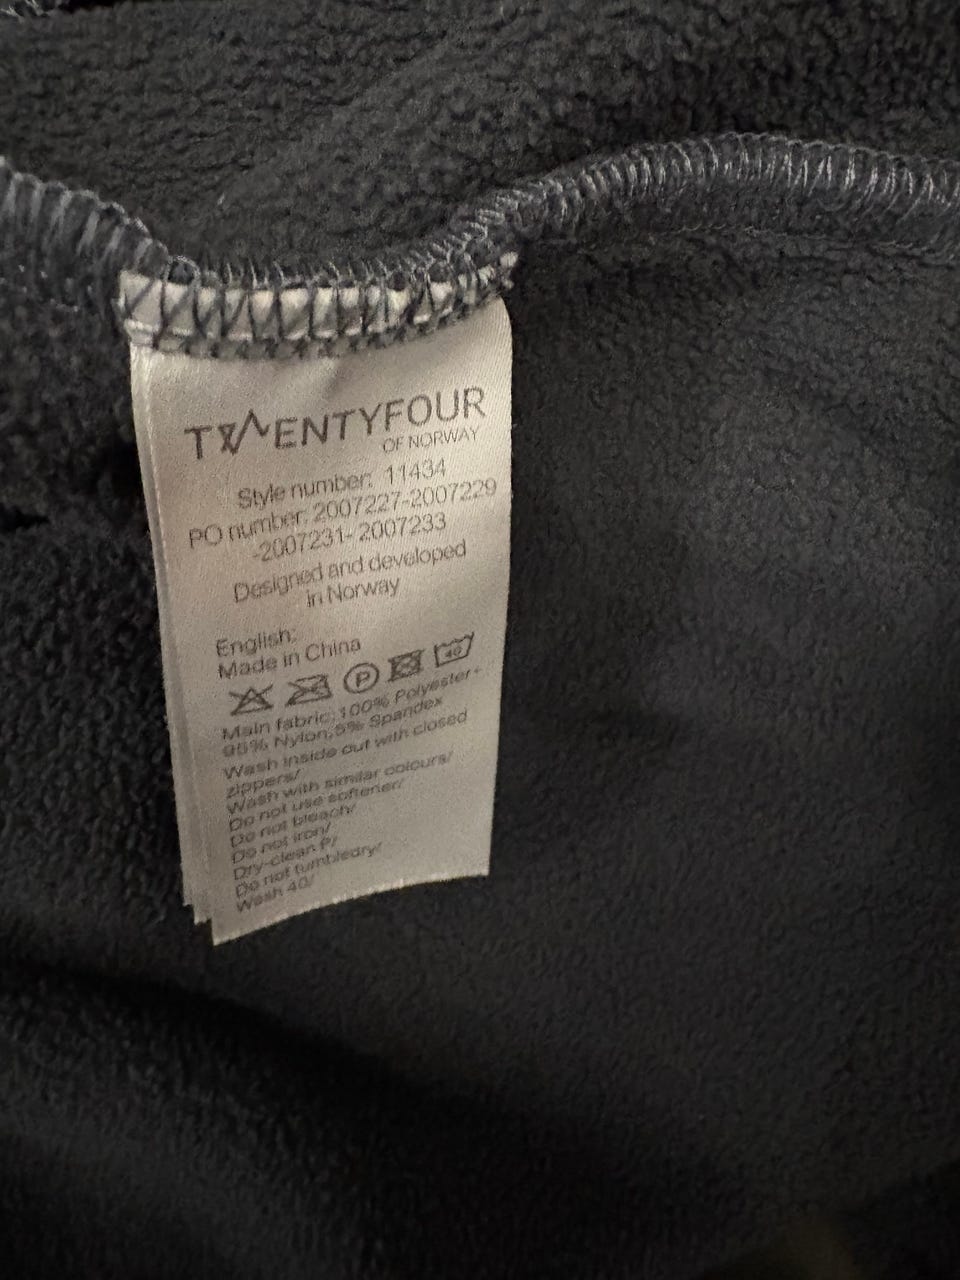 TWENTYFOUR
OF NORWAY
Style number: 11434
PO number: 2007227-2007229
-2007231- 2007233
Designed and developed
in Norway
English:
Made in China
P 40
Main fabric: 100% Polyester+
95% Nylon, 5% Spandex
Wash inside out with closed
zippers/
Wash with similar colours/
Do not use softener/
Do not bleach/
Do not iron/
Dry-clean P/
Do not tumbledry/
Wash 40/